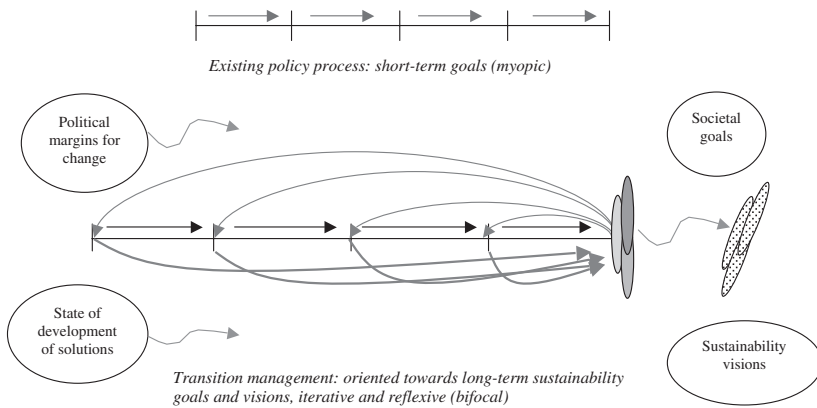 Existing policy process: short-term goals (myopic)
Political
margins for
change
Societal
goals
State of
development
of solutions
Sustainability
visions
Transition management: oriented towards long-term sustainability
goals and visions, iterative and reflexive (bifocal)